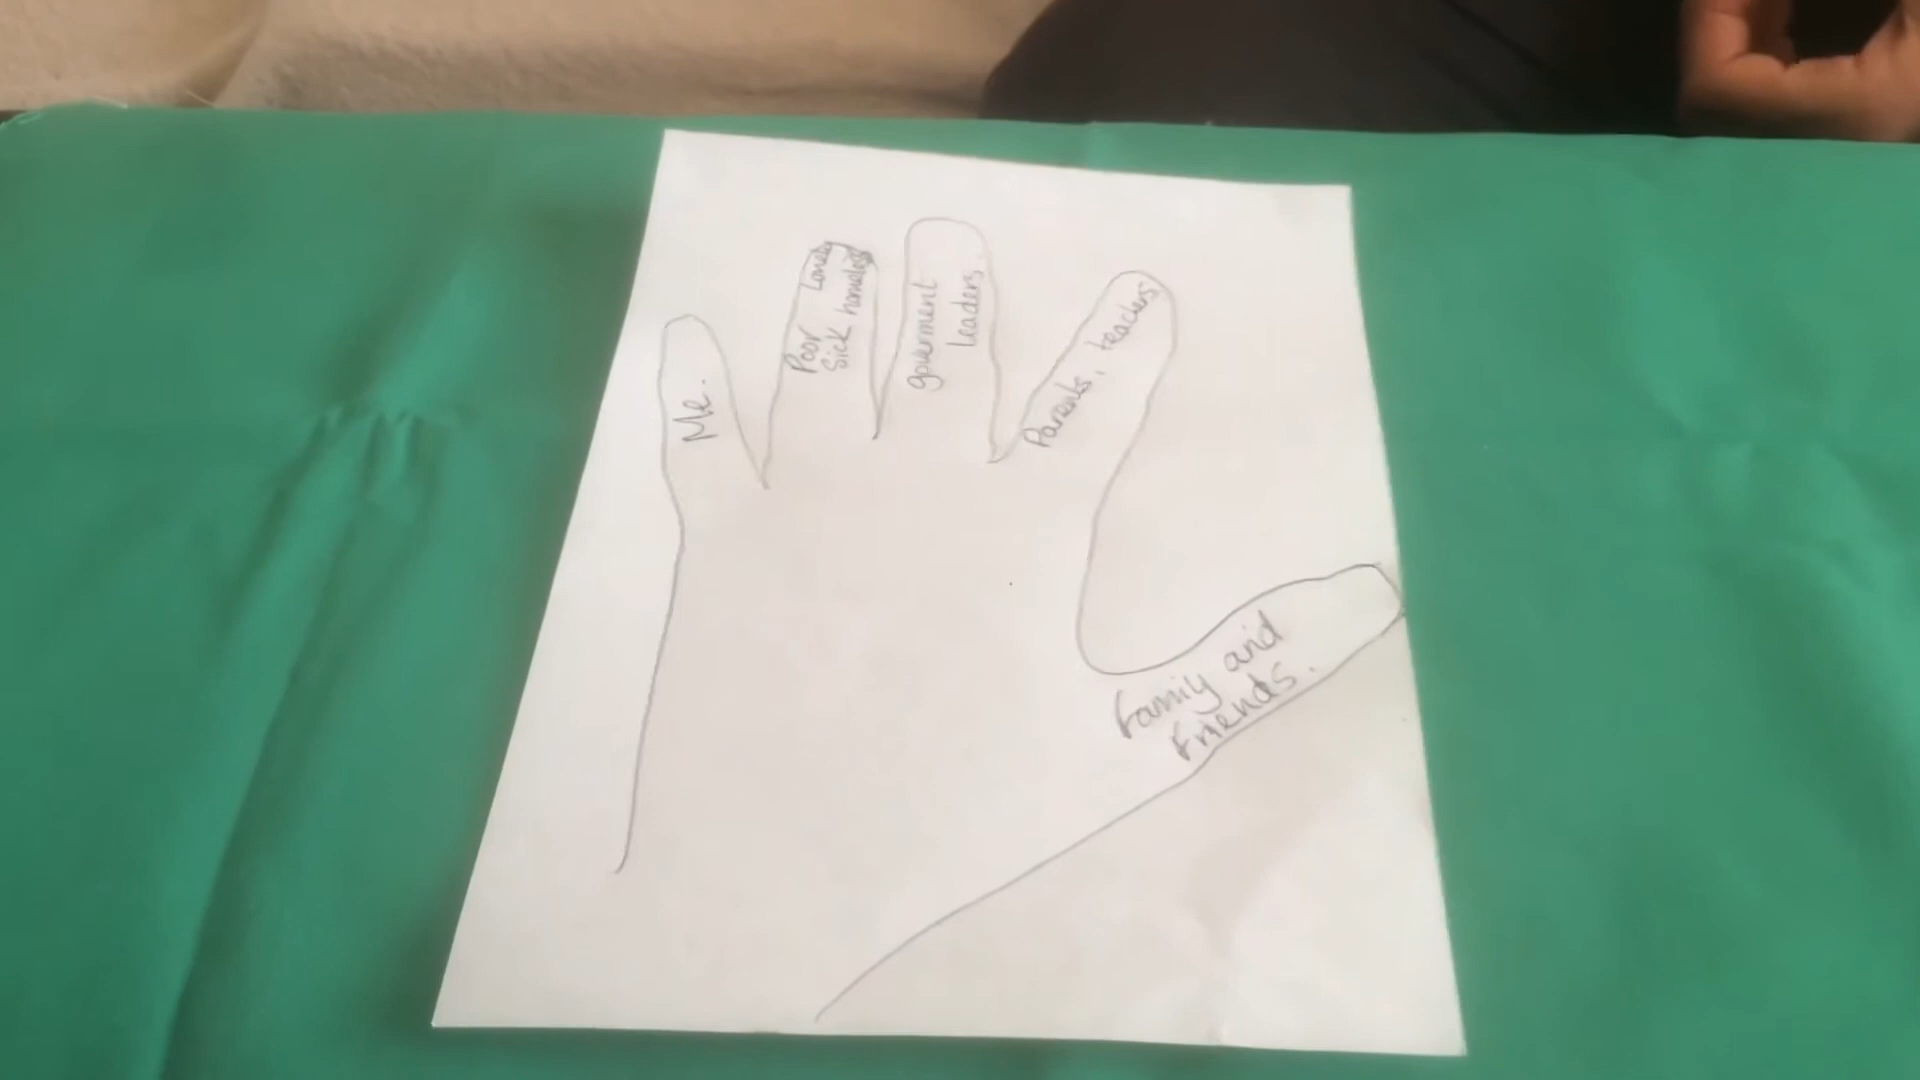 Me.
Poor Lonely
Sick homeless
goverment
leaders.
Parents, teachers
Family and
Friends.